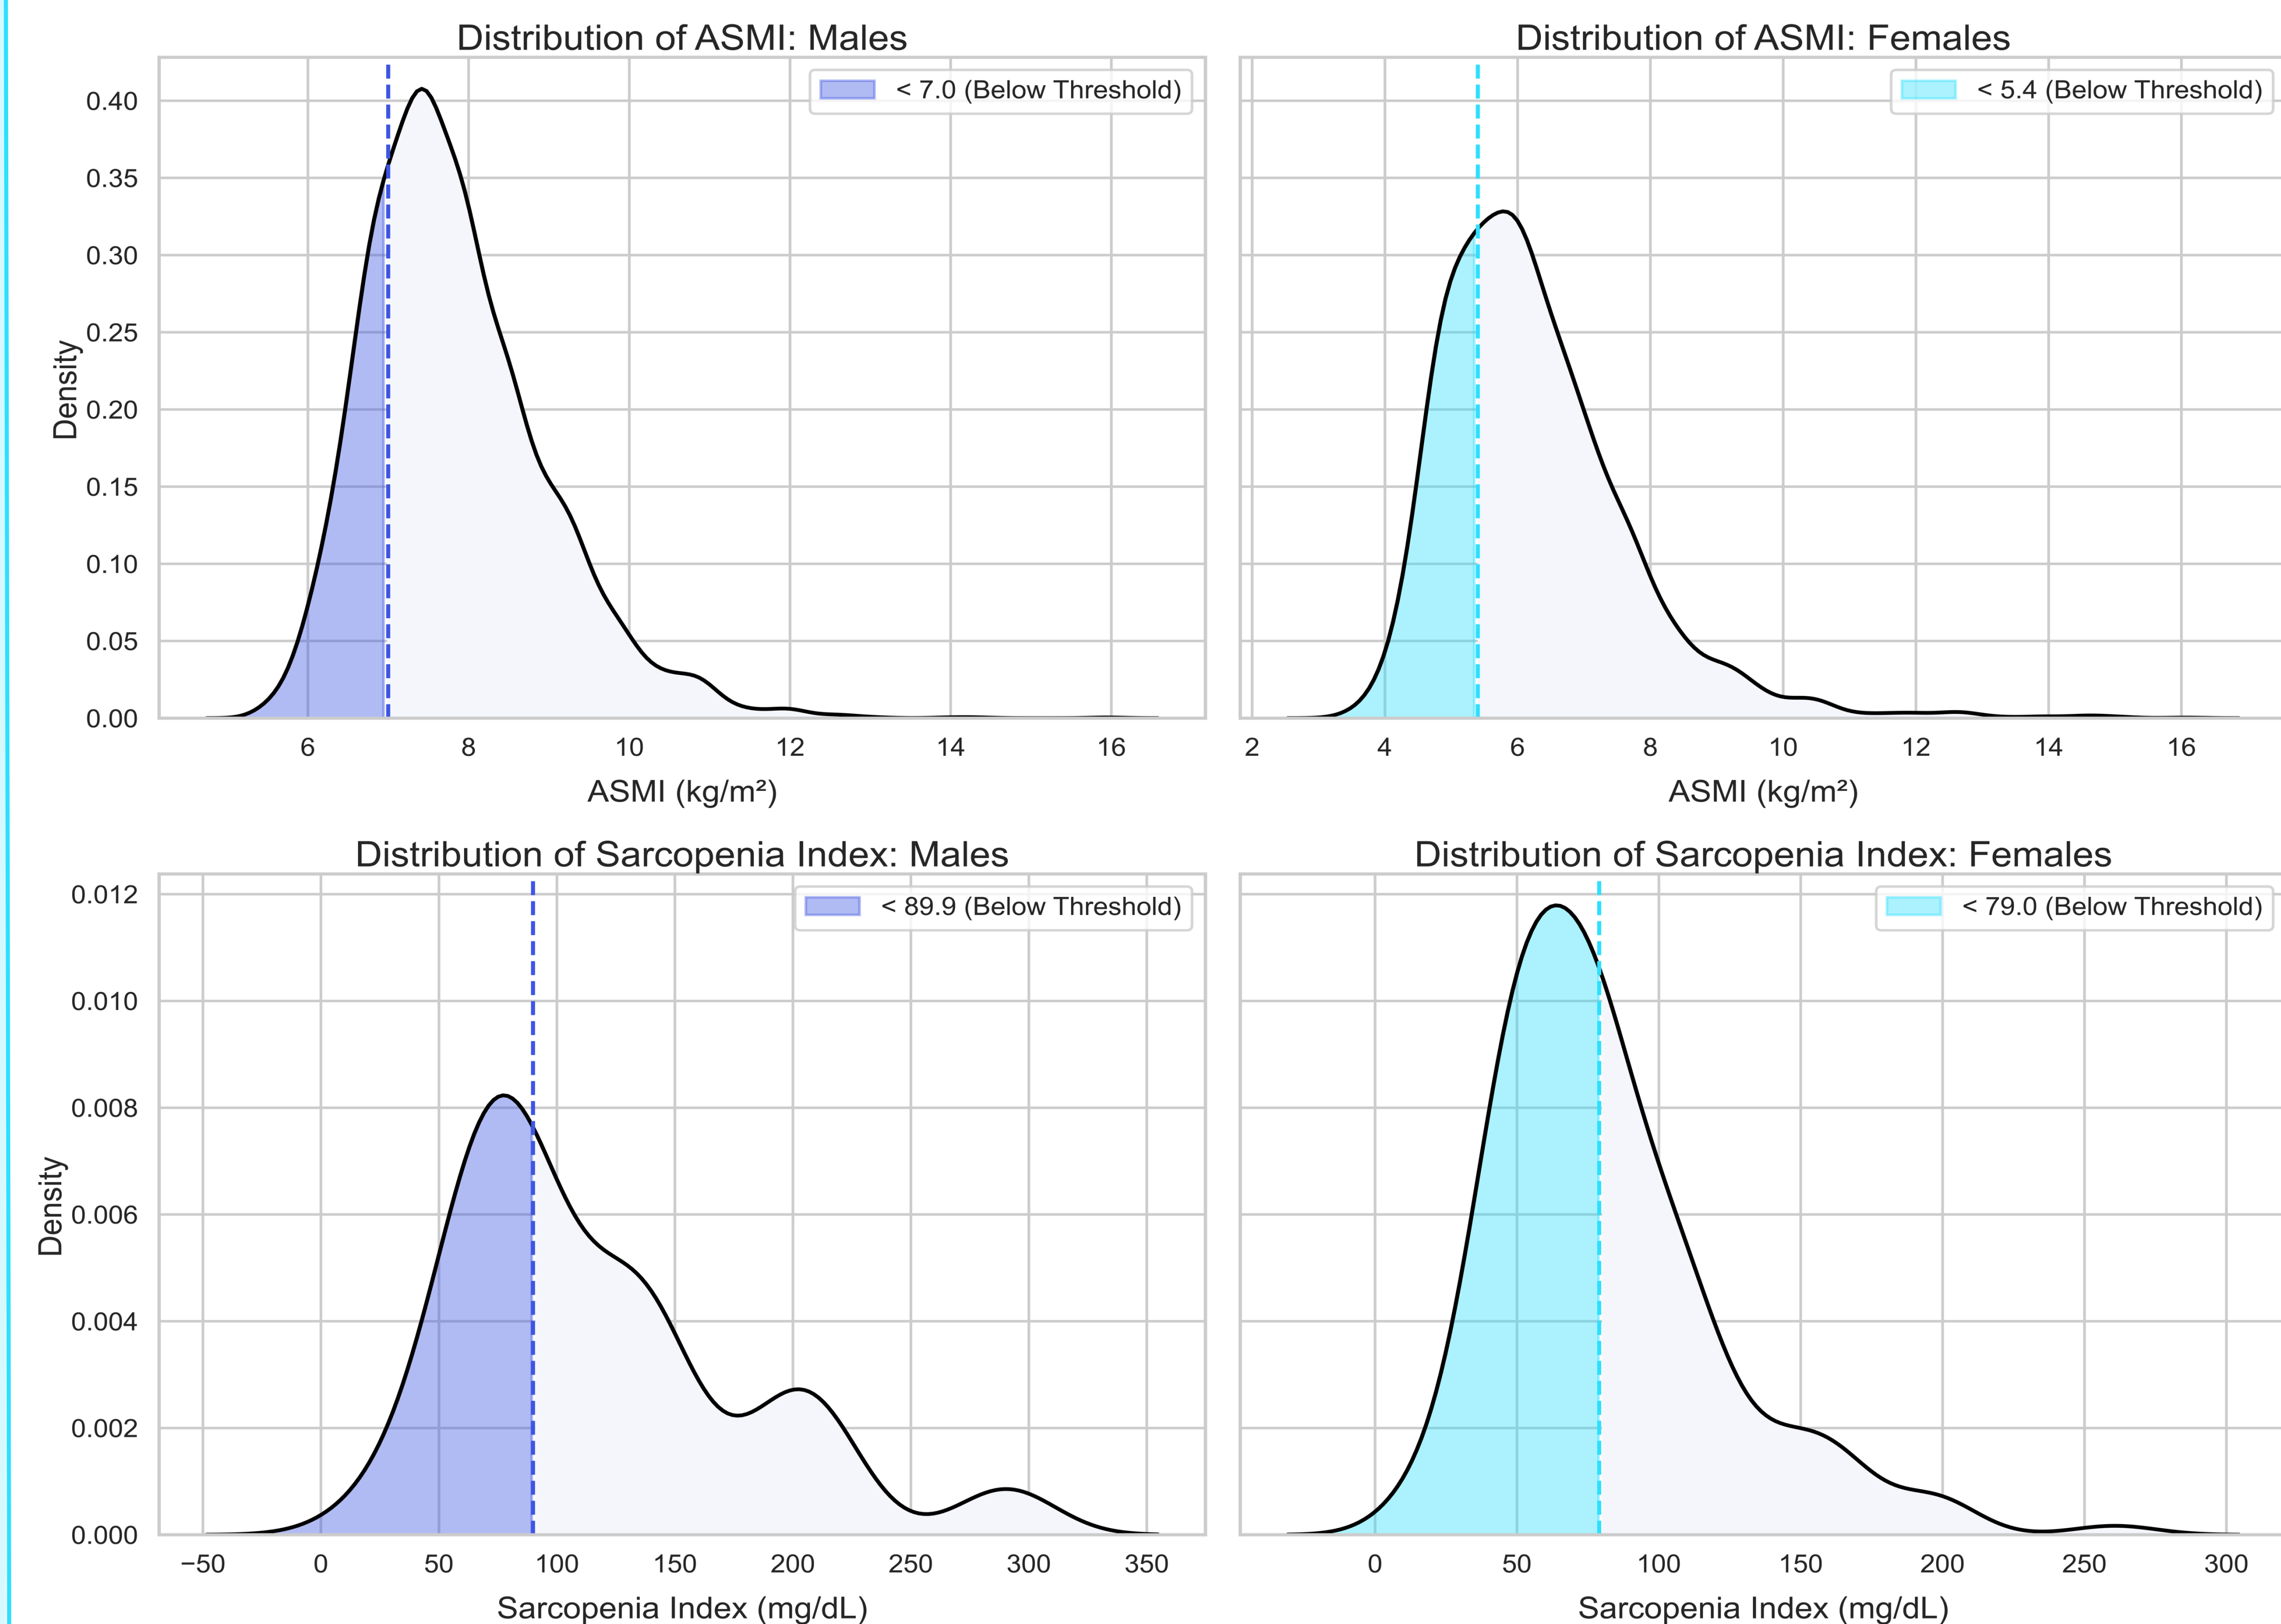 Distribution of ASMI: Males
< 7.0 (Below Threshold)
0.40
0.35
0.30
0.25
0.20
0.15
0.10
0.05
0.00
Density
6 8 10 12 14 16
ASMI (kg/m²)
Distribution of ASMI: Females
< 5.4 (Below Threshold)
2 4 6 8 10 12 14 16
ASMI (kg/m²)
Distribution of Sarcopenia Index: Males
< 89.9 (Below Threshold)
0.012
0.010
0.008
0.006
0.004
0.002
0.000
Density
−50 0 50 100 150 200 250 300 350
Sarcopenia Index (mg/dL)
Distribution of Sarcopenia Index: Females
< 79.0 (Below Threshold)
0 50 100 150 200 250 300
Sarcopenia Index (mg/dL)